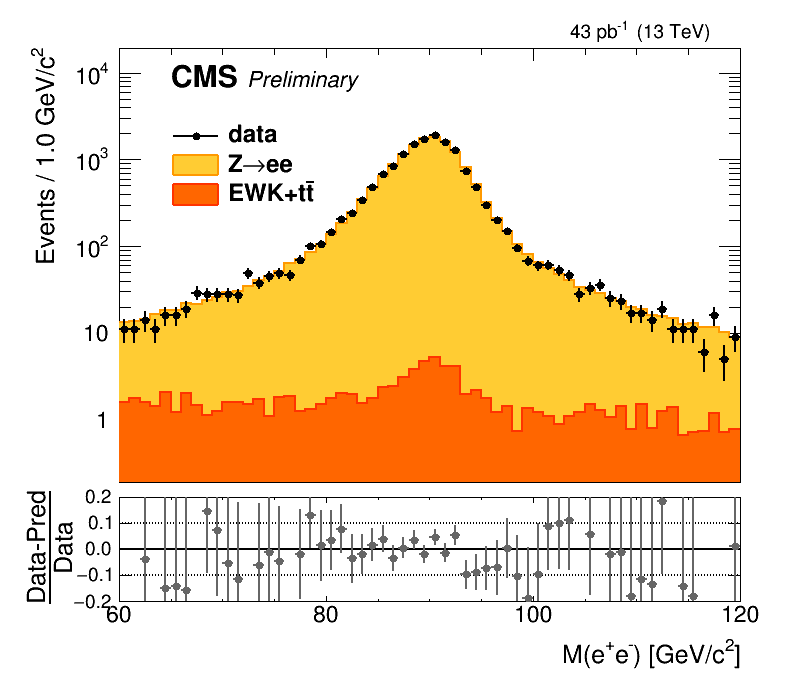 43 pb⁻¹ (13 TeV)
CMS Preliminary
data
Z→ee
EWK+tt̄
Events / 1.0 GeV/c²
10⁴
10³
10²
10
1
Data-Pred
Data
0.2
0.1
0.0
−0.1
−0.2
60
80
100
120
M(e⁺e⁻) [GeV/c²]